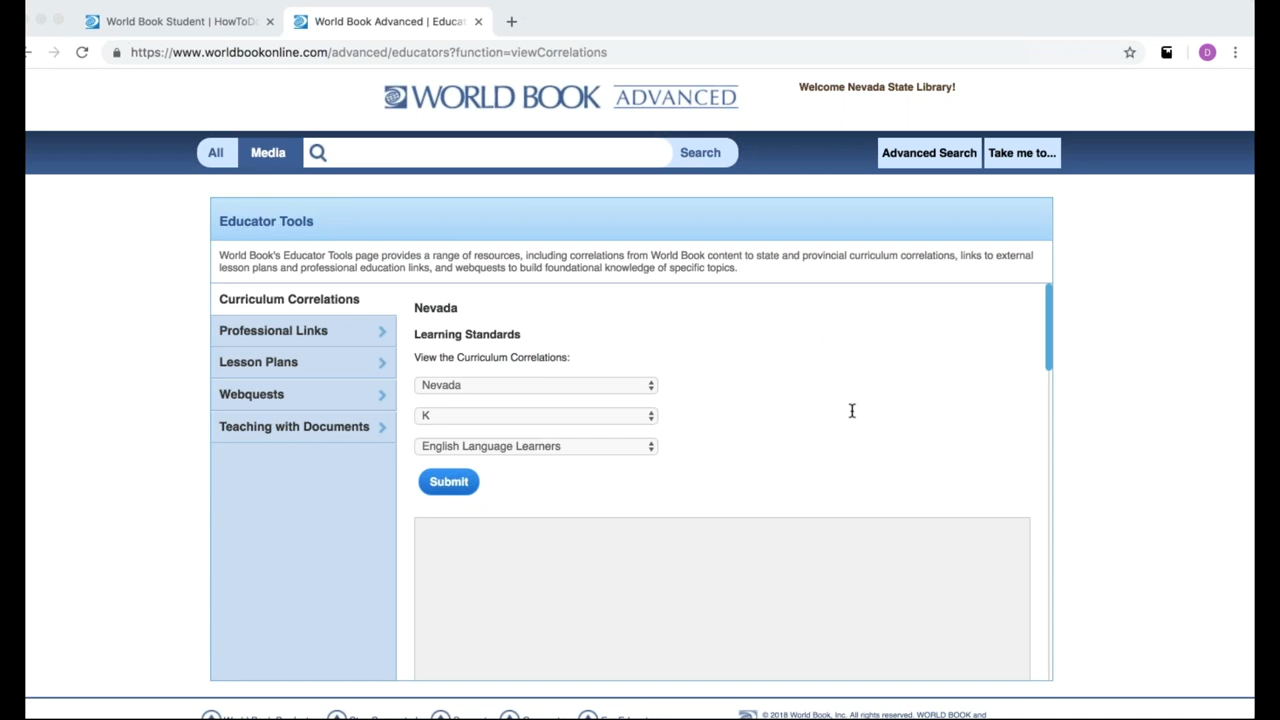 World Book Student | HowToDo
World Book Advanced | Educat
https://www.worldbookonline.com/advanced/educators?function=viewCorrelations
D
WORLD BOOK ADVANCED
Welcome Nevada State Library!
All
Media
Search
Advanced Search
Take me to...
Educator Tools
World Book's Educator Tools page provides a range of resources, including correlations from World Book content to state and provincial curriculum correlations, links to external
lesson plans and professional education links, and webquests to build foundational knowledge of specific topics.
Curriculum Correlations
Professional Links
Lesson Plans
Webquests
Teaching with Documents
Nevada
Learning Standards
View the Curriculum Correlations:
Nevada
K
English Language Learners
Submit
© 2018 World Book, Inc. All rights reserved. WORLD BOOK and